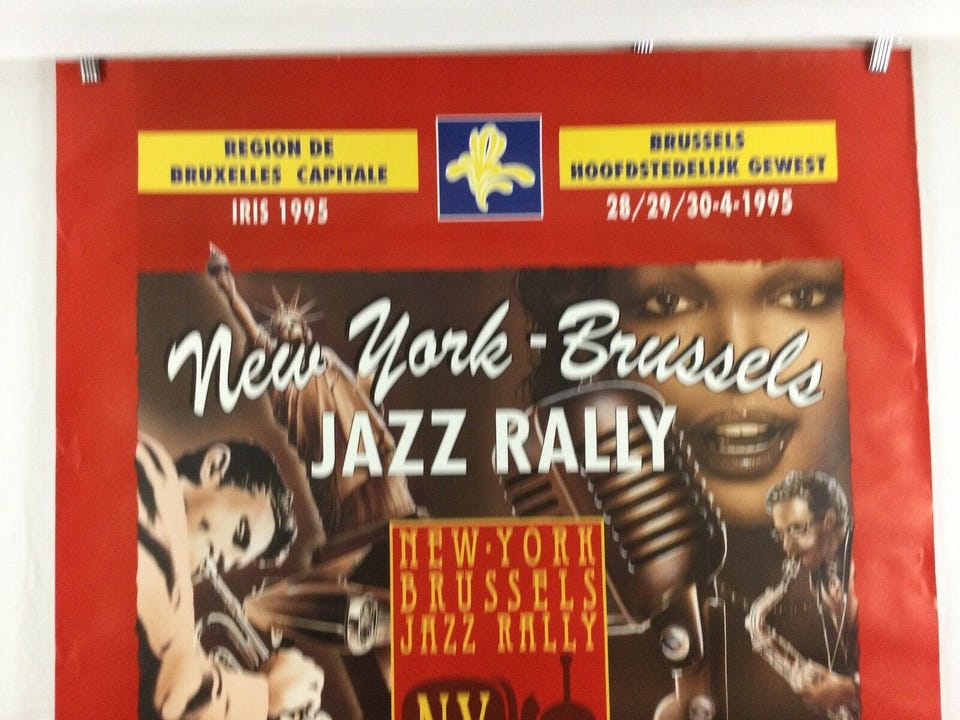 REGION DE
BRUXELLES CAPITALE
IRIS 1995
BRUSSELS
HOOFDSTEDELIJK GEWEST
28/29/30-4-1995
New York - Brussels
JAZZ RALLY
NEW·YORK
BRUSSELS
JAZZ RALLY
NY